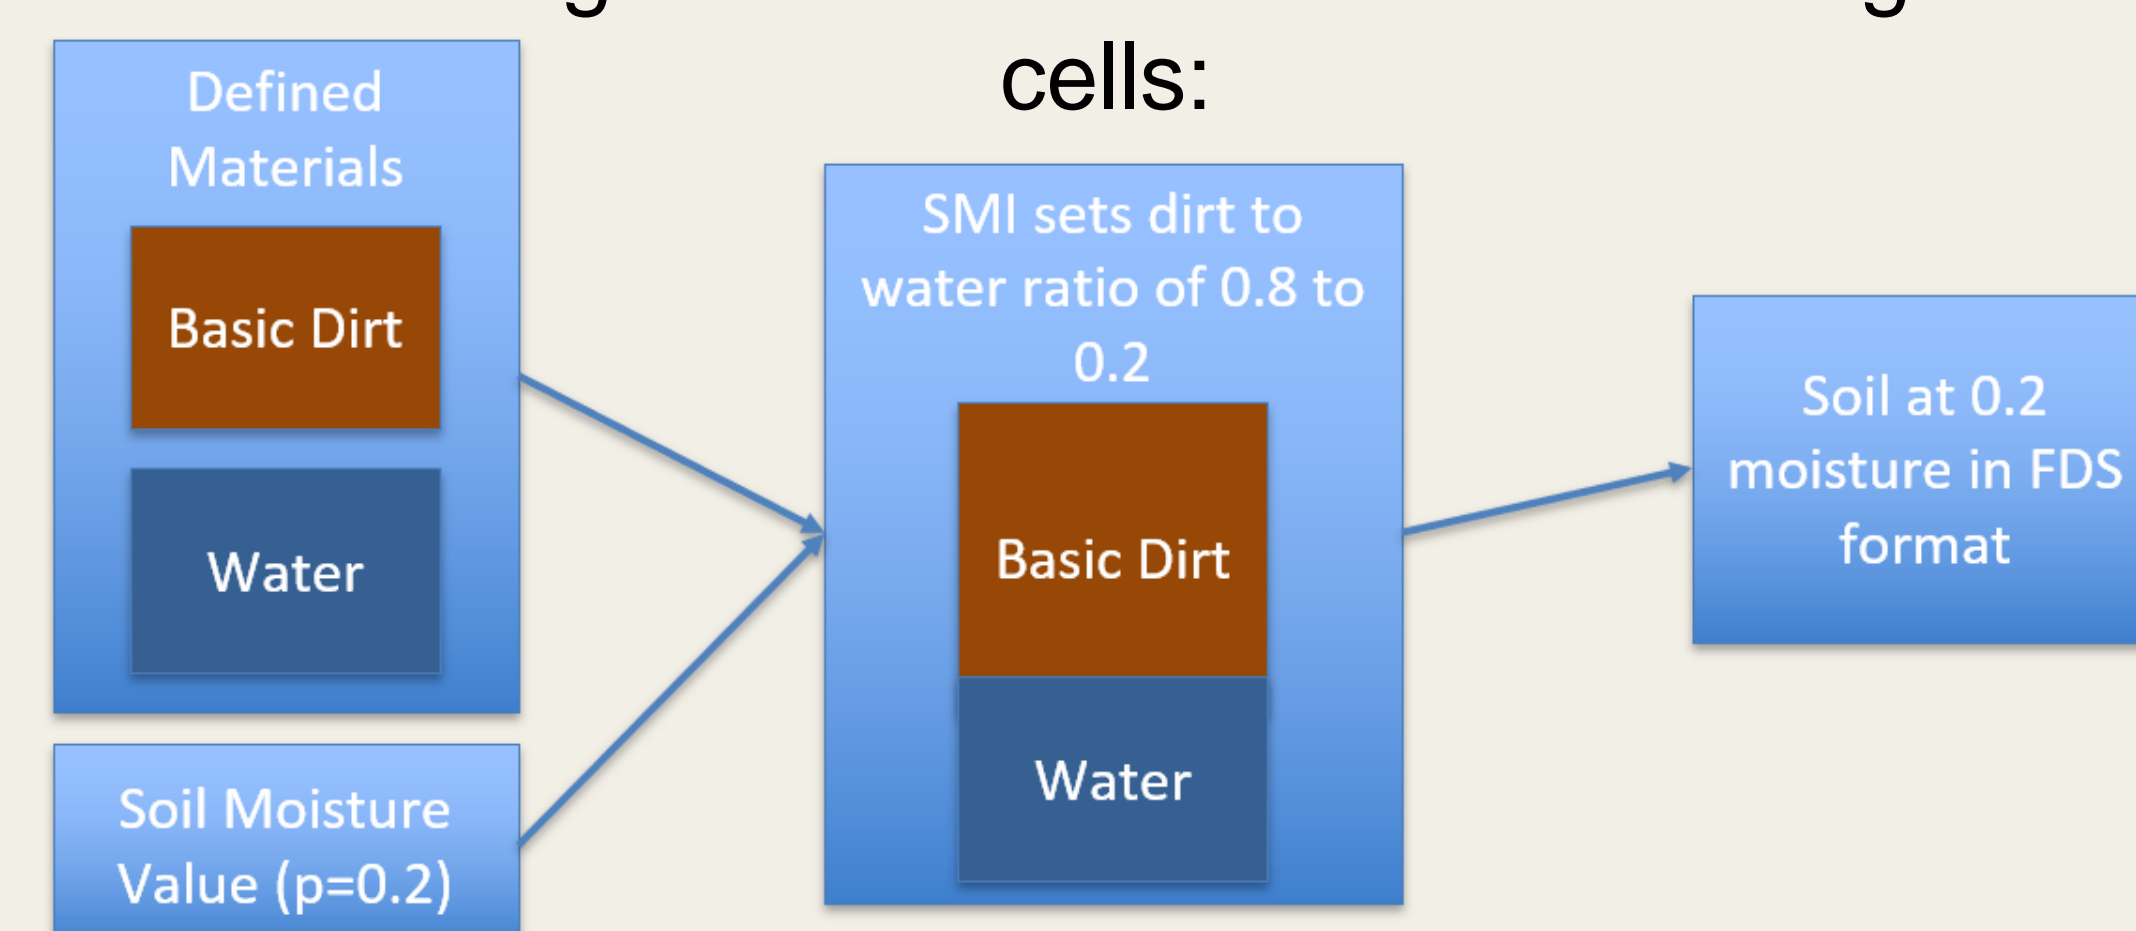 cells:
Defined
Materials
Basic Dirt
Water
Soil Moisture
Value (p=0.2)
SMI sets dirt to
water ratio of 0.8 to
0.2
Basic Dirt
Water
Soil at 0.2
moisture in FDS
format